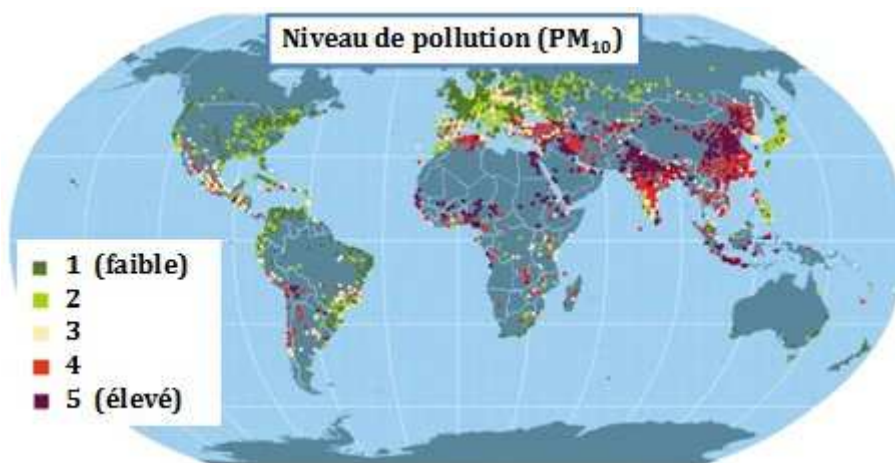 Niveau de pollution (PM₁₀)
1 (faible)
2
3
4
5 (élevé)